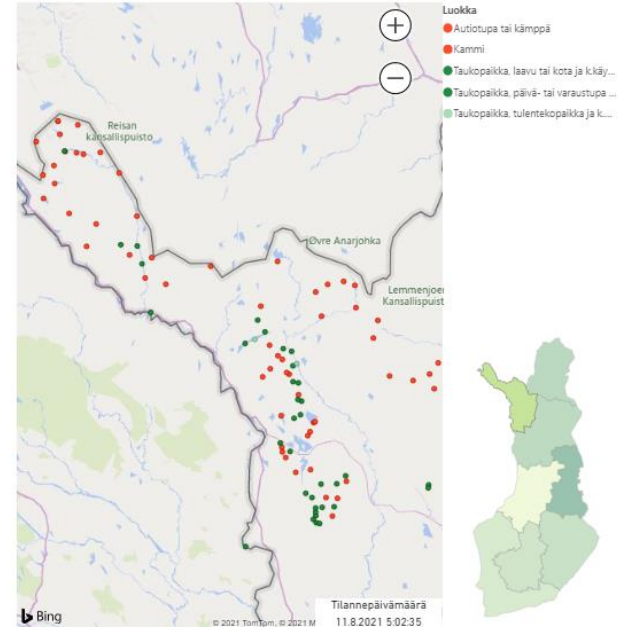 Luokka
Autiotupa tai kämppä
Kammi
Taukopaikka, laavu tai kota ja k.käy...
Taukopaikka, päivä- tai varaustupa ...
Taukopaikka, tulentekopaikka ja k....
Reisan
kansallispuisto
Øvre Anarjohka
Lemmenjoen
Kansallispuist
Bing
© 2021 TomTom, © 2021 M
Tilannepäivämäärä
11.8.2021 5:02:35